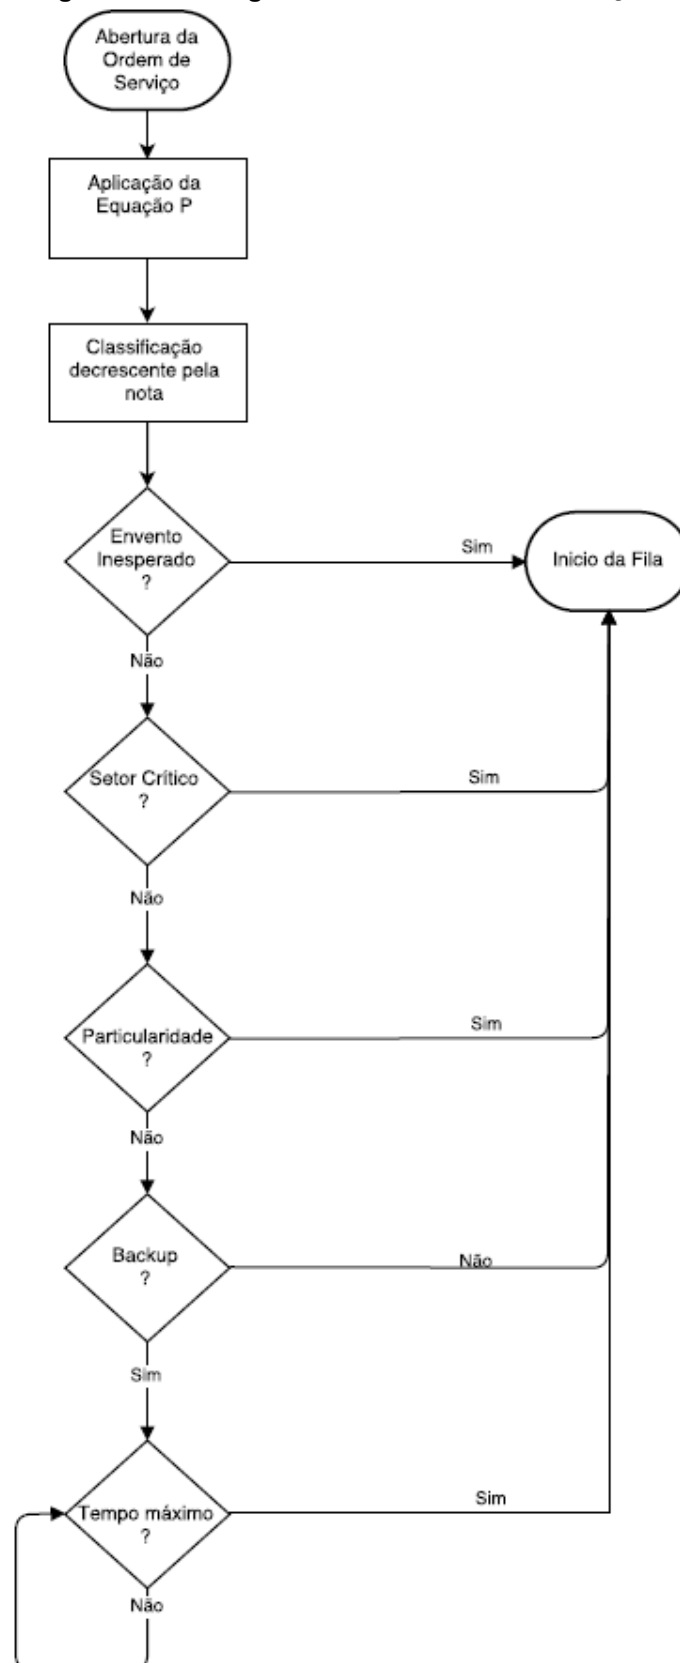 Abertura da
Ordem de
Serviço
Aplicação da
Equação P
Classificação
decrescente pela
nota
Envento
Inesperado
?
Sim
Inicio da Fila
Não
Setor Crítico
?
Sim
Não
Particularidade
?
Sim
Não
Backup
?
Não
Sim
Tempo máximo
?
Sim
Não